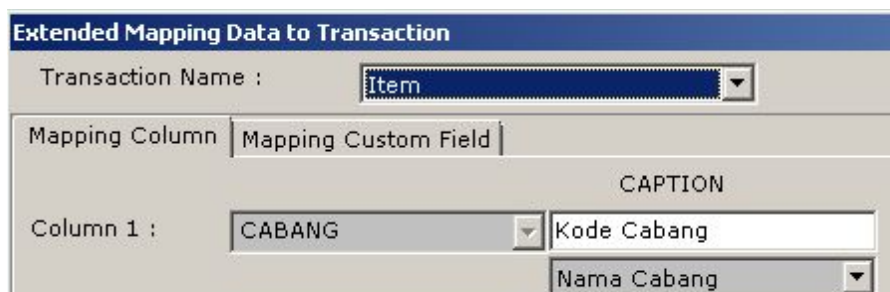 Extended Mapping Data to Transaction
Transaction Name : Item
Mapping Column Mapping Custom Field
CAPTION
Column 1 : CABANG Kode Cabang
Nama Cabang